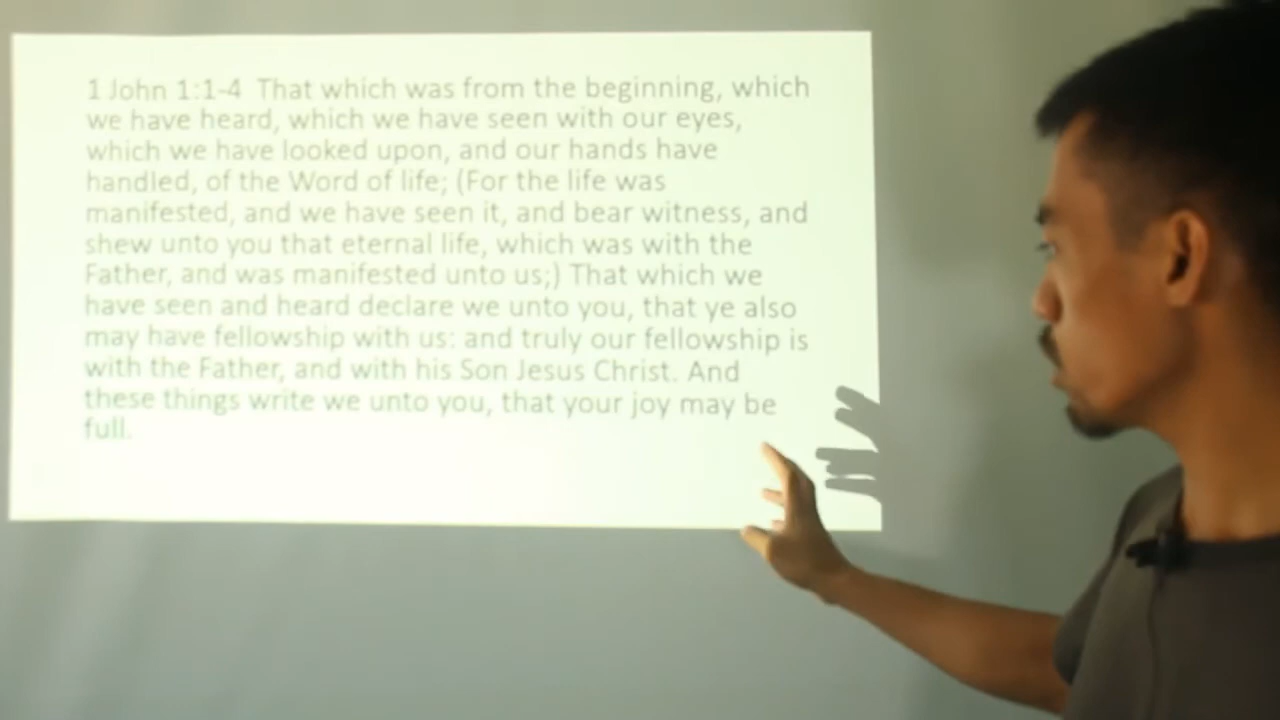 1 John 1:1-4  That which was from the beginning, which
we have heard, which we have seen with our eyes,
which we have looked upon, and our hands have
handled, of the Word of life; (For the life was
manifested, and we have seen it, and bear witness, and
shew unto you that eternal life, which was with the
Father, and was manifested unto us;) That which we
have seen and heard declare we unto you, that ye also
may have fellowship with us: and truly our fellowship is
with the Father, and with his Son Jesus Christ. And
these things write we unto you, that your joy may be
full.